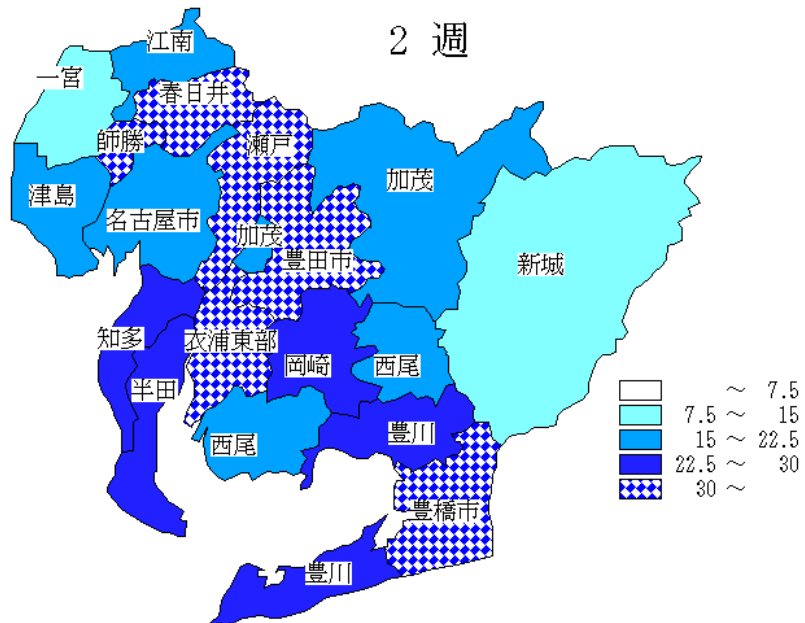 2 週
江南
一宮
春日井
師勝
瀬戸
加茂
津島
名古屋市
加茂
豊田市
新城
知多
衣浦東部
岡崎
西尾
半田
豊川
西尾
豊橋市
豊川
～ 7.5
7.5 ～ 15
15 ～ 22.5
22.5 ～ 30
30 ～